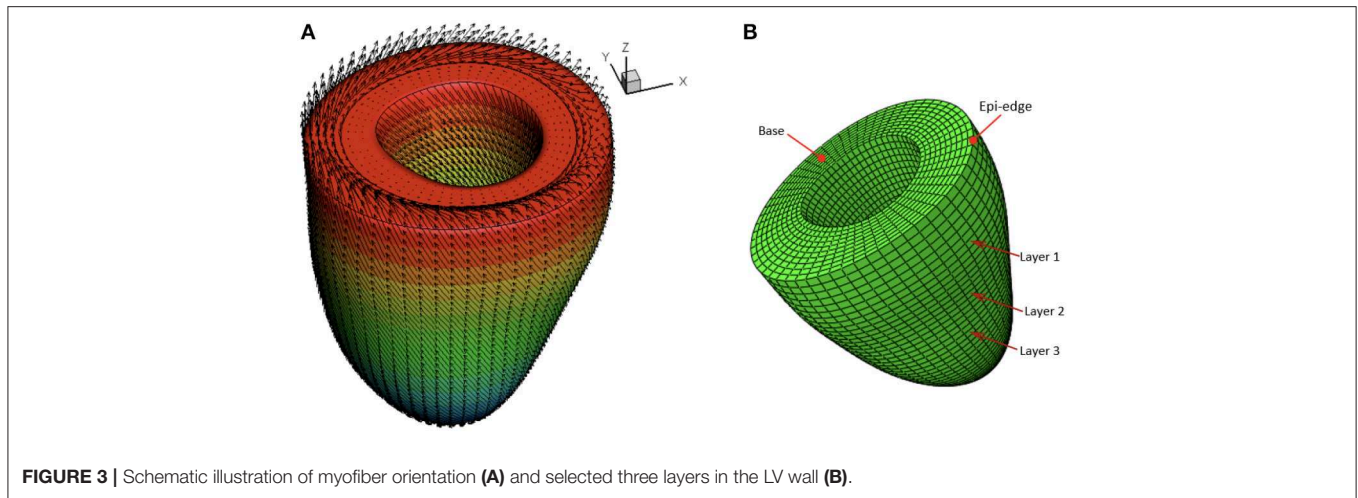 A
B
Z
Y
X
Epi-edge
Base
Layer 1
Layer 2
Layer 3
FIGURE 3 | Schematic illustration of myofiber orientation (A) and selected three layers in the LV wall (B).